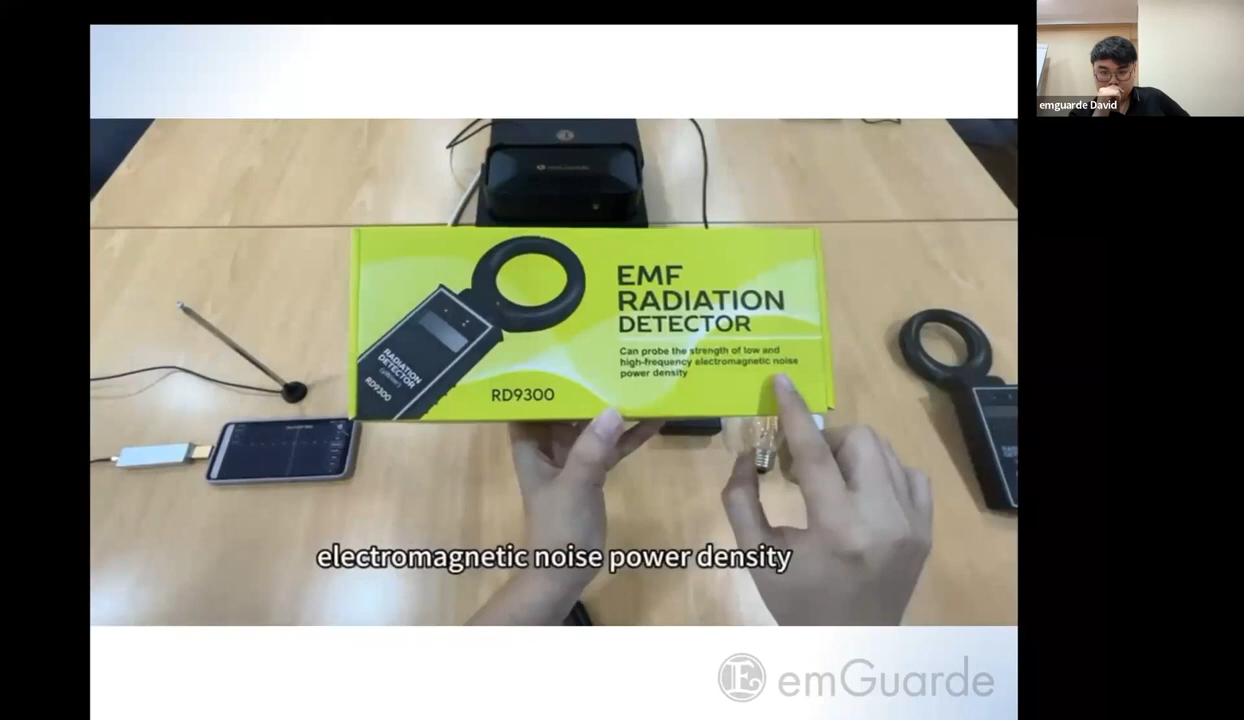 emguarde David
emGuarde
EMF
RADIATION
DETECTOR
Can probe the strength of low and
high-frequency electromagnetic noise
power density
RADIATION
DETECTOR
RD9300
RD9300
electromagnetic noise power density
emGuarde